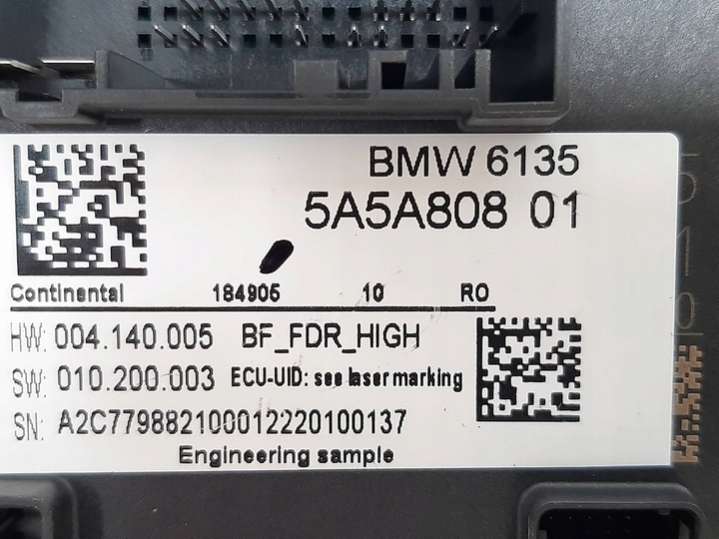 BMW 6135
5A5A808 01
Continental 184905 10 RO
HW: 004.140.005 BF_FDR_HIGH
SW: 010.200.003 ECU-UID: see laser marking
SN: A2C779882100012220100137
Engineering sample